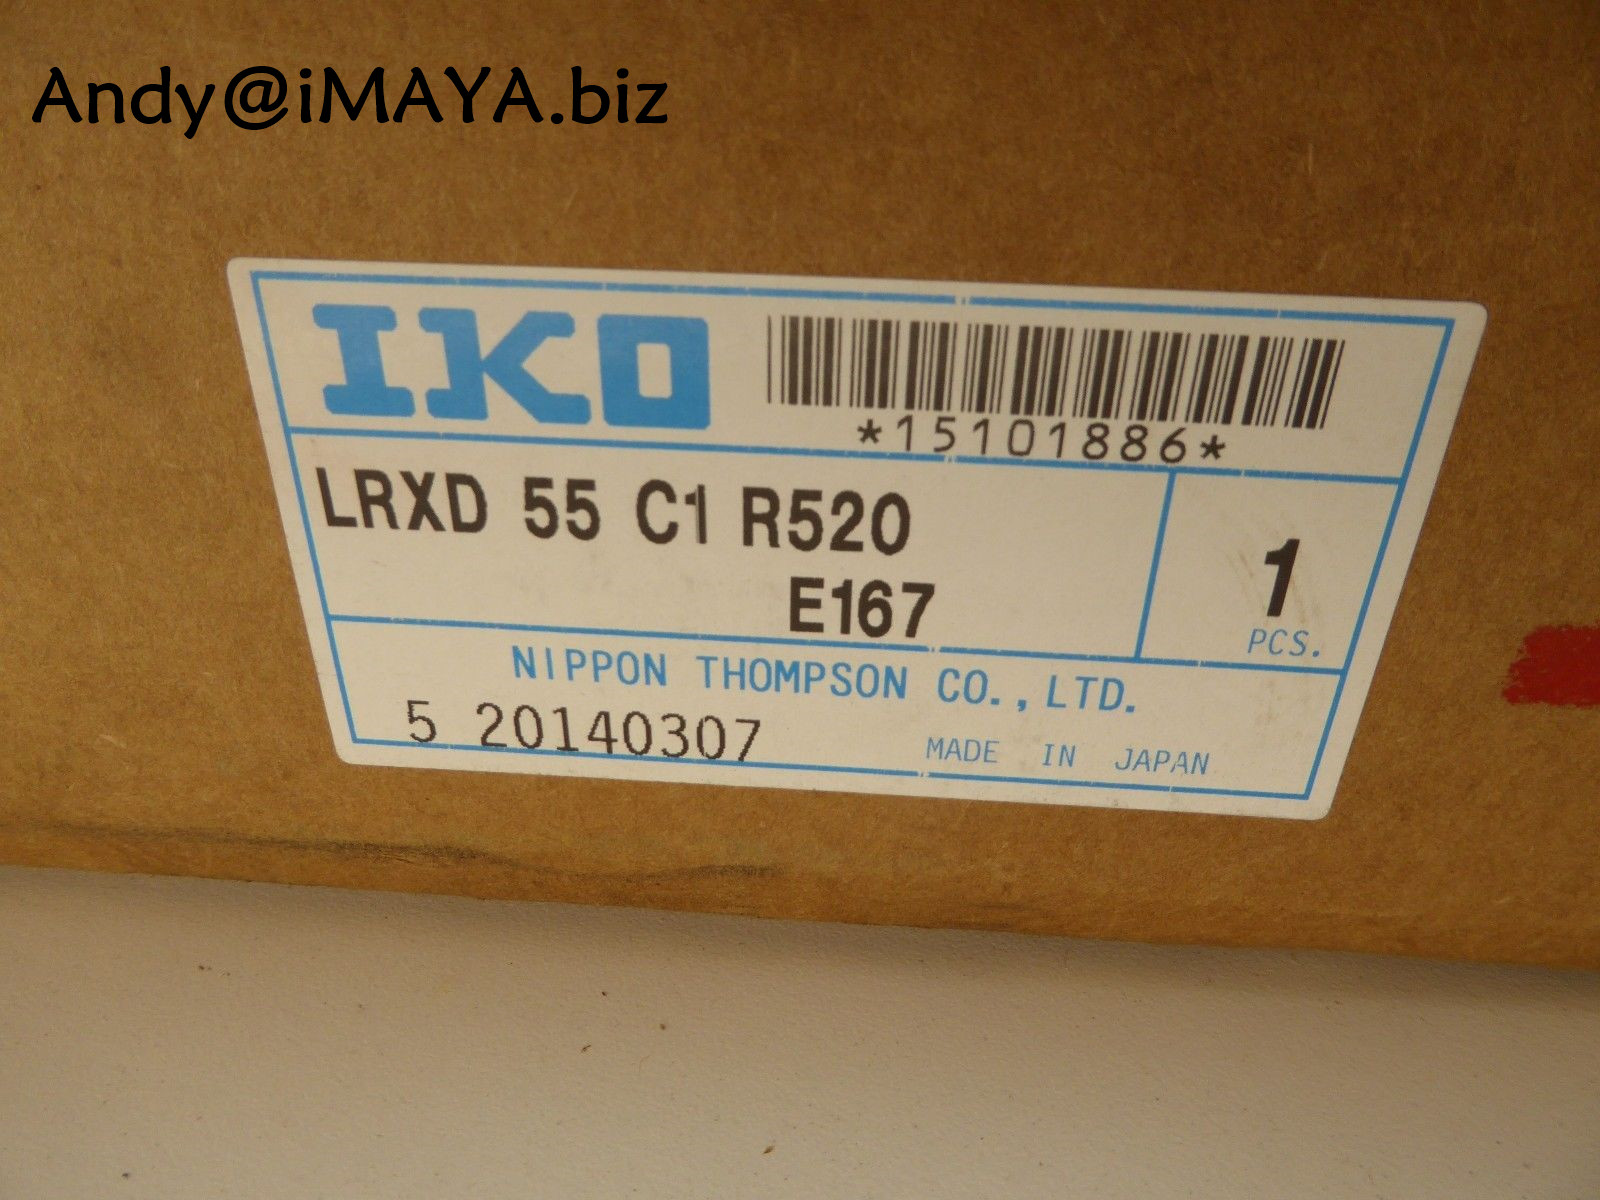 Andy@iMAYA.biz
IKO
*15101886*
LRXD 55 C1 R520
E167
1
PCS.
NIPPON THOMPSON CO., LTD.
5 20140307
MADE IN JAPAN